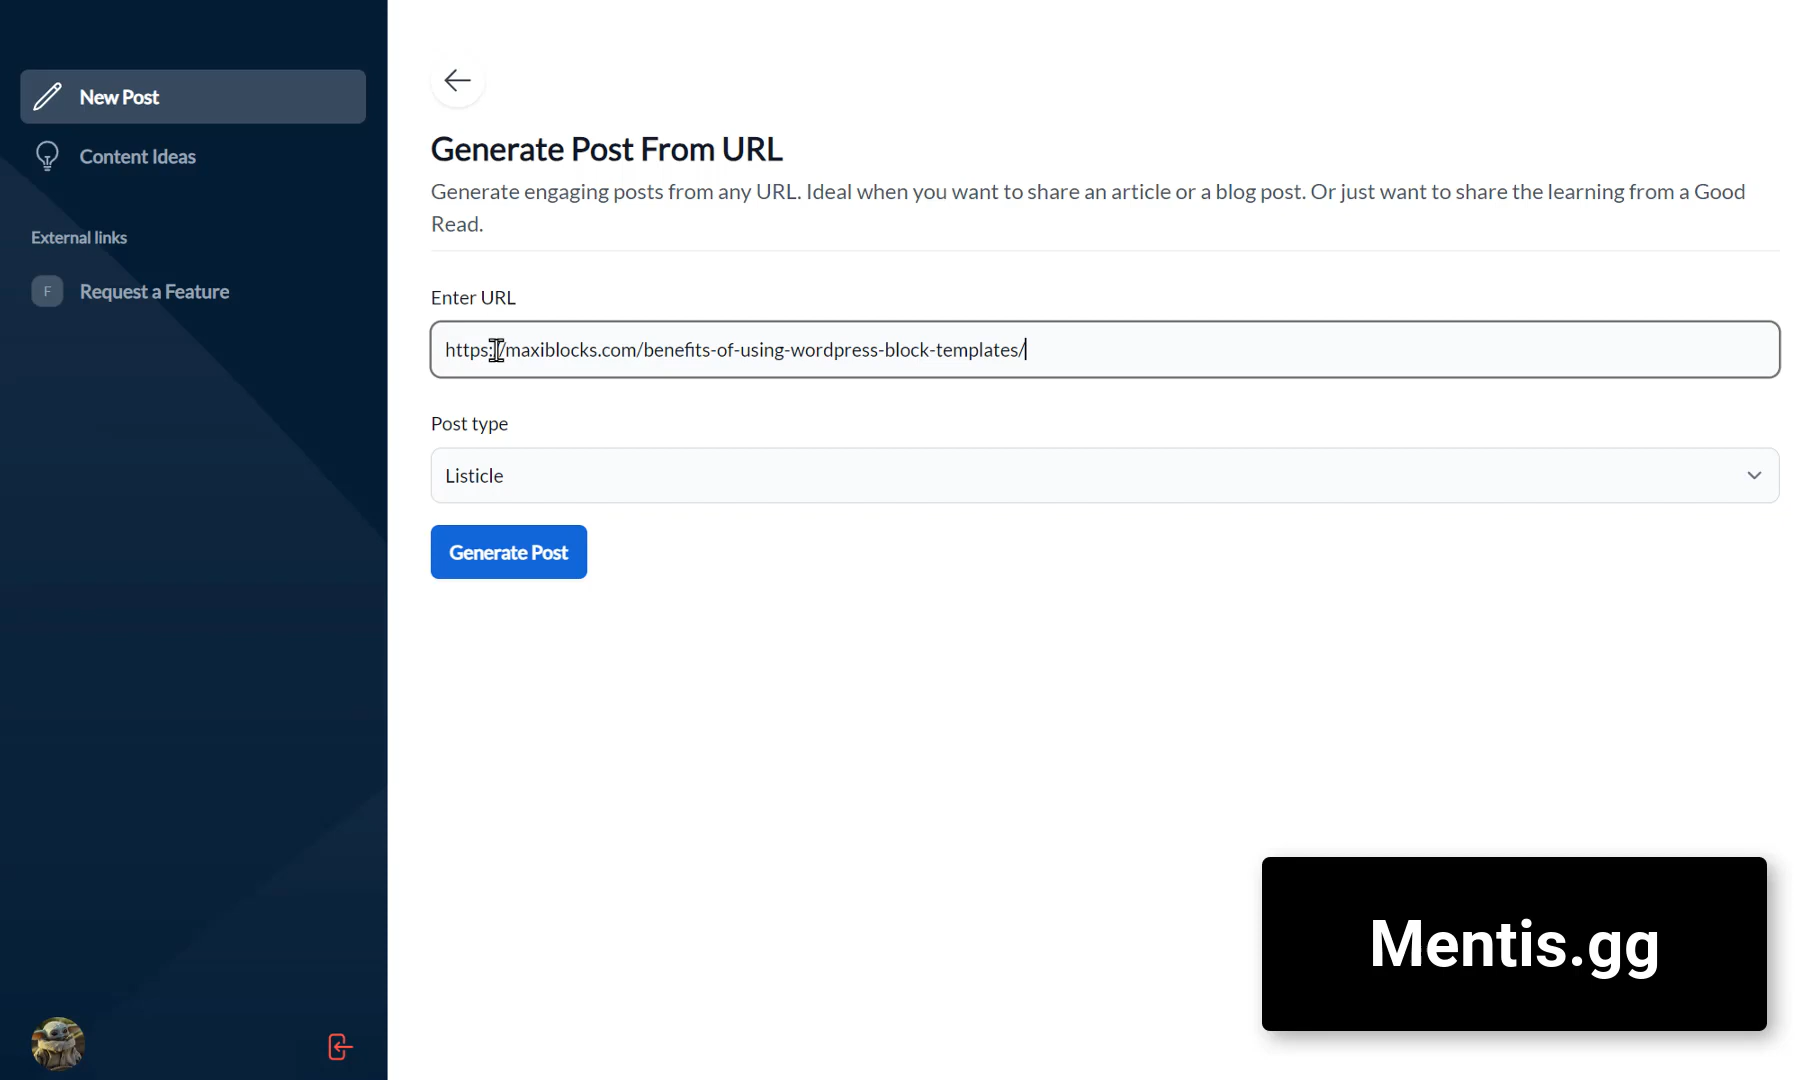 New Post
Content Ideas
External links
F
Request a Feature
Generate Post From URL
Generate engaging posts from any URL. Ideal when you want to share an article or a blog post. Or just want to share the learning from a Good
Read.
Enter URL
https://maxiblocks.com/benefits-of-using-wordpress-block-templates/
Post type
Listicle
Generate Post
Mentis.gg